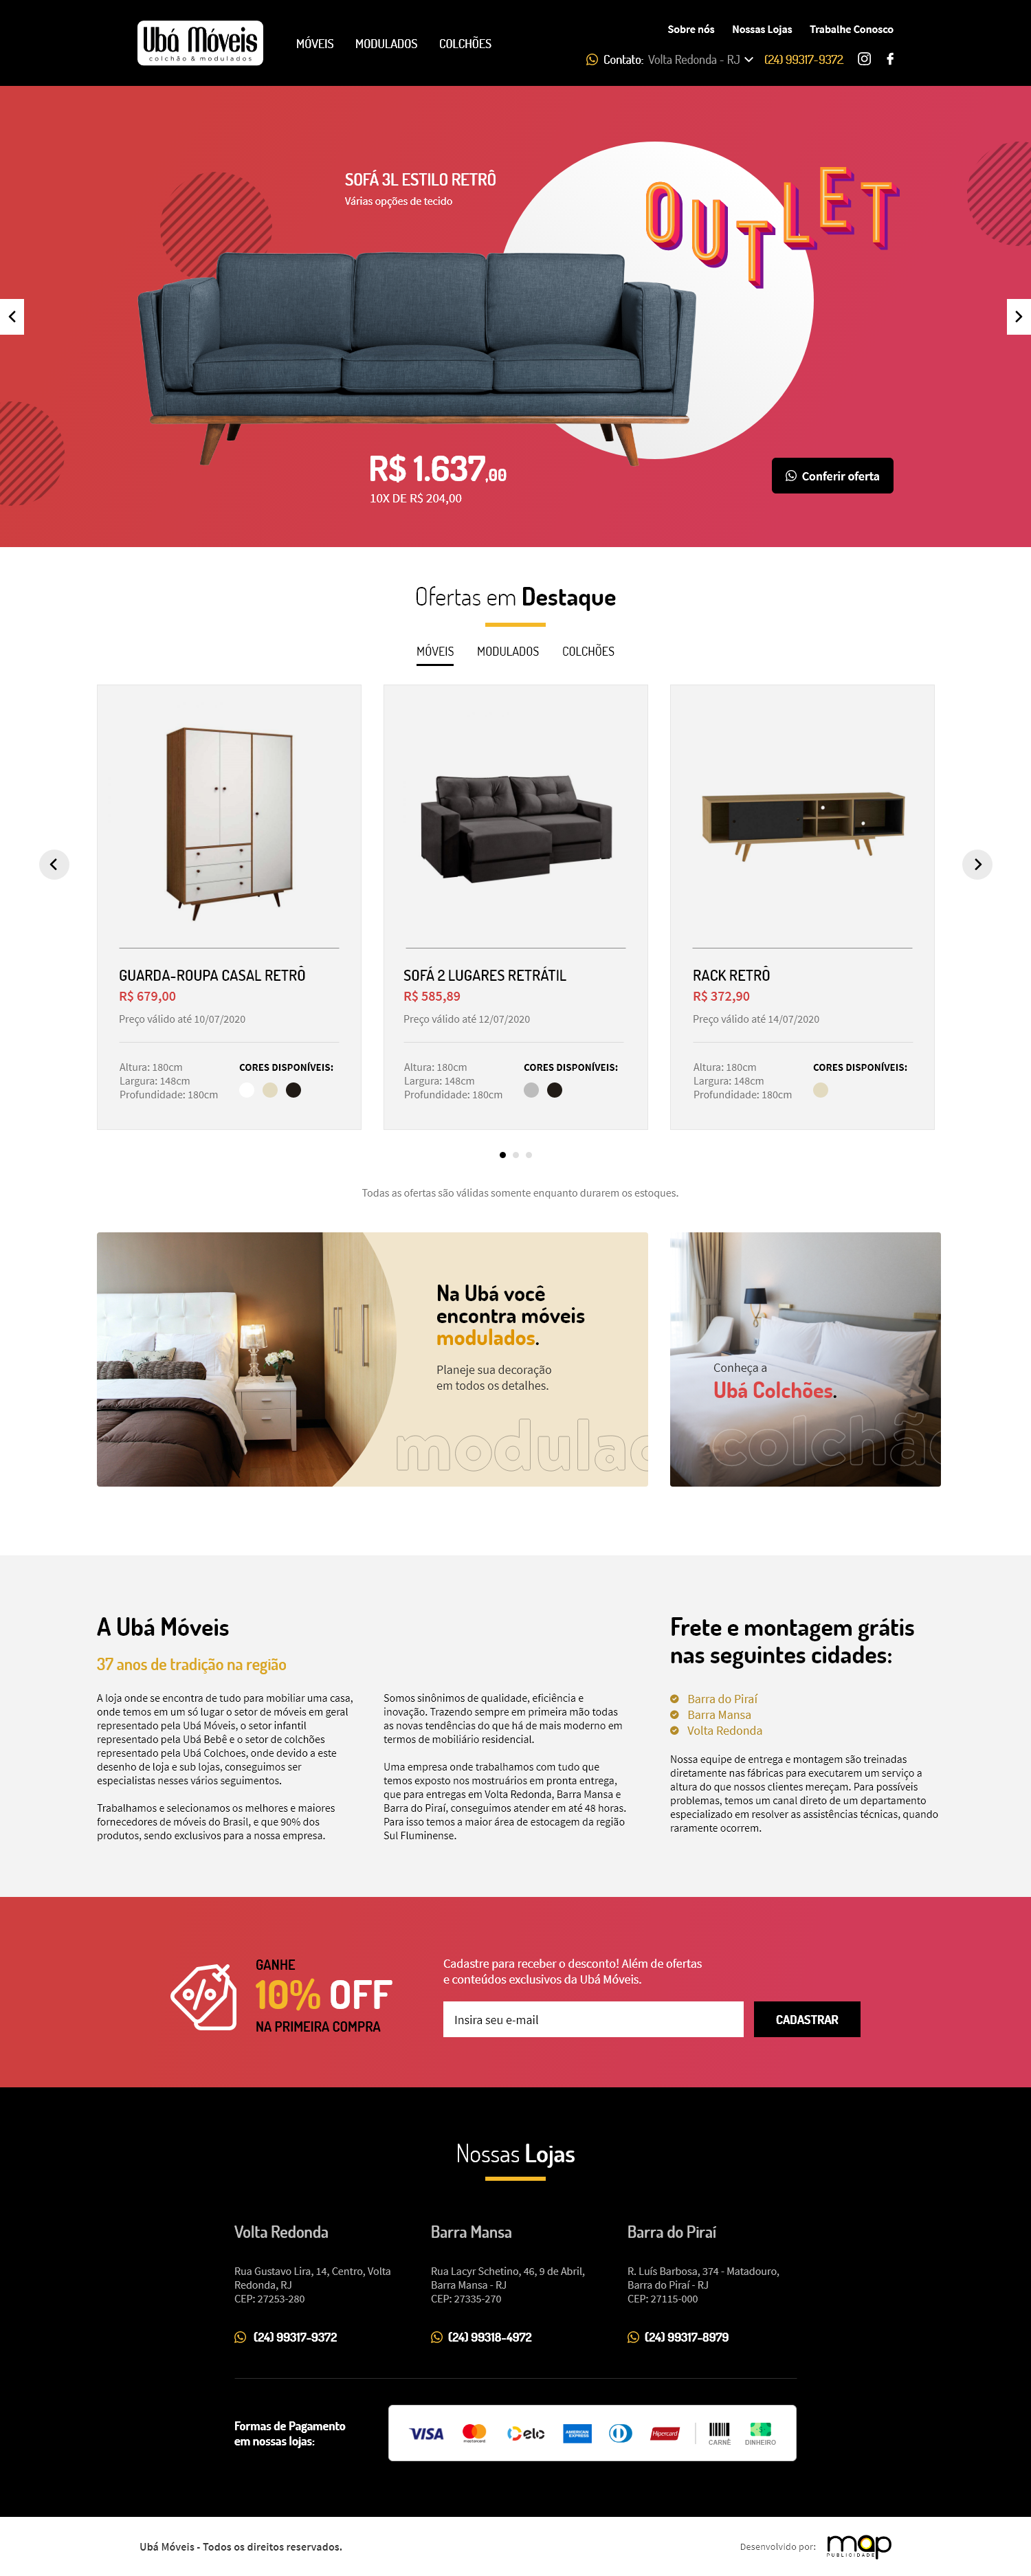 Ubá Móveis
colchão & modulados
MÓVEIS
MODULADOS
COLCHÕES
Sobre nós
Nossas Lojas
Trabalhe Conosco
Contato: Volta Redonda - RJ
(24) 99317-9372
SOFÁ 3L ESTILO RETRÔ
Várias opções de tecido
OUTLET
R$ 1.637,00
10X DE R$ 204,00
Conferir oferta
Ofertas em Destaque
MÓVEIS
MODULADOS
COLCHÕES
GUARDA-ROUPA CASAL RETRÔ
R$ 679,00
Preço válido até 10/07/2020
Altura: 180cm
Largura: 148cm
Profundidade: 180cm
CORES DISPONÍVEIS:
SOFÁ 2 LUGARES RETRÁTIL
R$ 585,89
Preço válido até 12/07/2020
Altura: 180cm
Largura: 148cm
Profundidade: 180cm
CORES DISPONÍVEIS:
RACK RETRÔ
R$ 372,90
Preço válido até 14/07/2020
Altura: 180cm
Largura: 148cm
Profundidade: 180cm
CORES DISPONÍVEIS:
Todas as ofertas são válidas somente enquanto durarem os estoques.
Na Ubá você
encontra móveis
modulados.
Planeje sua decoração
em todos os detalhes.
modulac
Conheça a
Ubá Colchões.
colchão
A Ubá Móveis
37 anos de tradição na região
A loja onde se encontra de tudo para mobiliar uma casa,
onde temos em um só lugar o setor de móveis em geral
representado pela Ubá Móveis, o setor infantil
representado pela Ubá Bebê e o setor de colchões
representado pela Ubá Colchoes, onde devido a este
desenho de loja e sub lojas, conseguimos ser
especialistas nesses vários seguimentos.
Trabalhamos e selecionamos os melhores e maiores
fornecedores de móveis do Brasil, e que 90% dos
produtos, sendo exclusivos para a nossa empresa.
Somos sinônimos de qualidade, eficiência e
inovação. Trazendo sempre em primeira mão todas
as novas tendências do que há de mais moderno em
termos de mobiliário residencial.
Uma empresa onde trabalhamos com tudo que
temos exposto nos mostruários em pronta entrega,
que para entregas em Volta Redonda, Barra Mansa e
Barra do Piraí, conseguimos atender em até 48 horas.
Para isso temos a maior área de estocagem da região
Sul Fluminense.
Frete e montagem grátis
nas seguintes cidades:
Barra do Piraí
Barra Mansa
Volta Redonda
Nossa equipe de entrega e montagem são treinadas
diretamente nas fábricas para executarem um serviço a
altura do que nossos clientes mereçam. Para possíveis
problemas, temos um canal direto de um departamento
especializado em resolver as assistências técnicas, quando
raramente ocorrem.
GANHE
10% OFF
NA PRIMEIRA COMPRA
Cadastre para receber o desconto! Além de ofertas
e conteúdos exclusivos da Ubá Móveis.
Insira seu e-mail
CADASTRAR
Nossas Lojas
Volta Redonda
Rua Gustavo Lira, 14, Centro, Volta
Redonda, RJ
CEP: 27253-280
(24) 99317-9372
Barra Mansa
Rua Lacyr Schetino, 46, 9 de Abril,
Barra Mansa - RJ
CEP: 27335-270
(24) 99318-4972
Barra do Piraí
R. Luís Barbosa, 374 - Matadouro,
Barra do Piraí - RJ
CEP: 27115-000
(24) 99317-8979
Formas de Pagamento
em nossas lojas:
VISA
mastercard
elo
AMERICAN EXPRESS
Hipercard
CARNÊ
DINHEIRO
Ubá Móveis - Todos os direitos reservados.
Desenvolvido por:
map
PUBLICIDADE